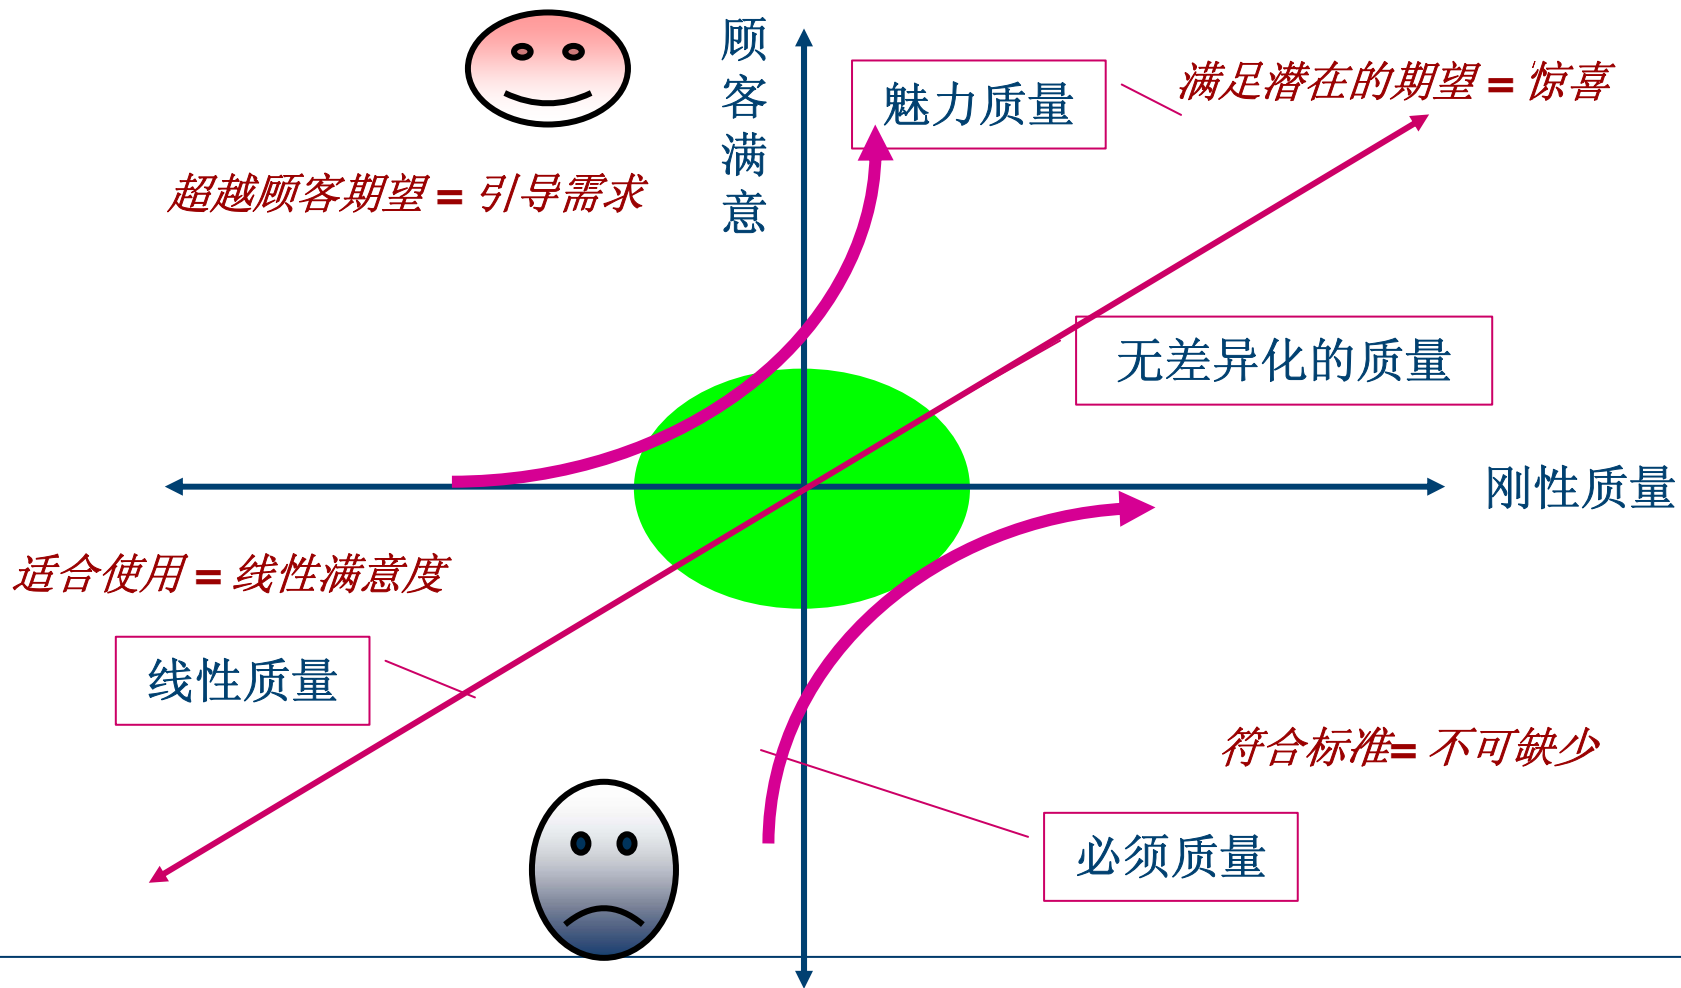 顾客满意
魅力质量
满足潜在的期望 = 惊喜
超越顾客期望 = 引导需求
无差异化的质量
刚性质量
适合使用 = 线性满意度
线性质量
符合标准= 不可缺少
必须质量